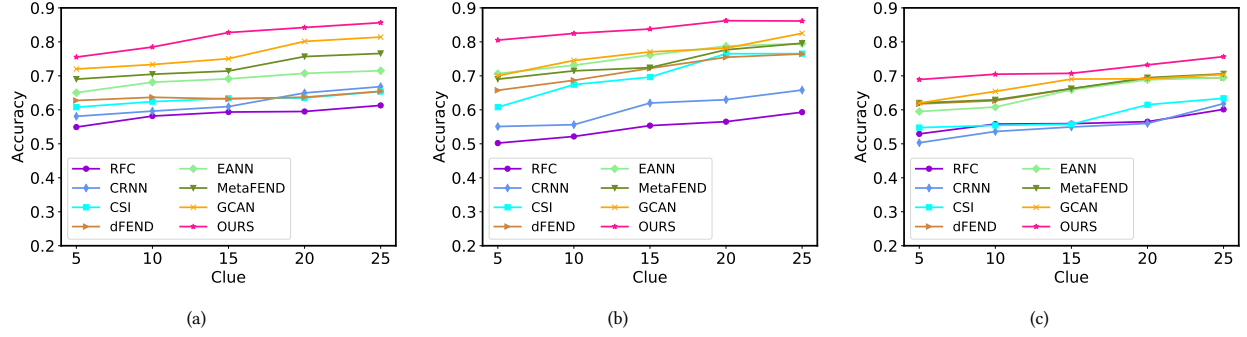 0.9
0.8
0.7
0.6
0.5
0.4
0.3
0.2
Accuracy
RFC
CRNN
CSI
dFEND
EANN
MetaFEND
GCAN
OURS
5 10 15 20 25
Clue
(a)
0.9
0.8
0.7
0.6
0.5
0.4
0.3
0.2
Accuracy
RFC
CRNN
CSI
dFEND
EANN
MetaFEND
GCAN
OURS
5 10 15 20 25
Clue
(b)
0.9
0.8
0.7
0.6
0.5
0.4
0.3
0.2
Accuracy
RFC
CRNN
CSI
dFEND
EANN
MetaFEND
GCAN
OURS
5 10 15 20 25
Clue
(c)